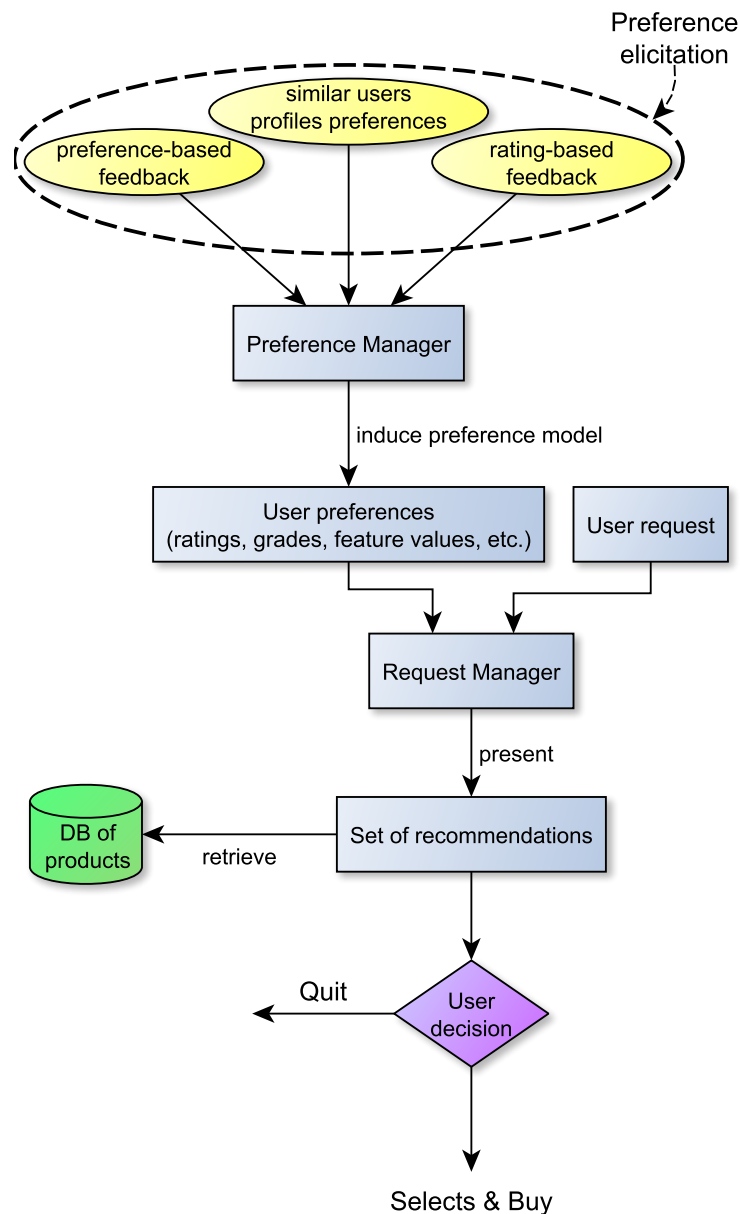 Preference
elicitation
similar users
profiles preferences
preference-based
feedback
rating-based
feedback
Preference Manager
induce preference model
User preferences
(ratings, grades, feature values, etc.)
User request
Request Manager
present
Set of recommendations
DB of
products
retrieve
User
decision
Quit
Selects & Buy